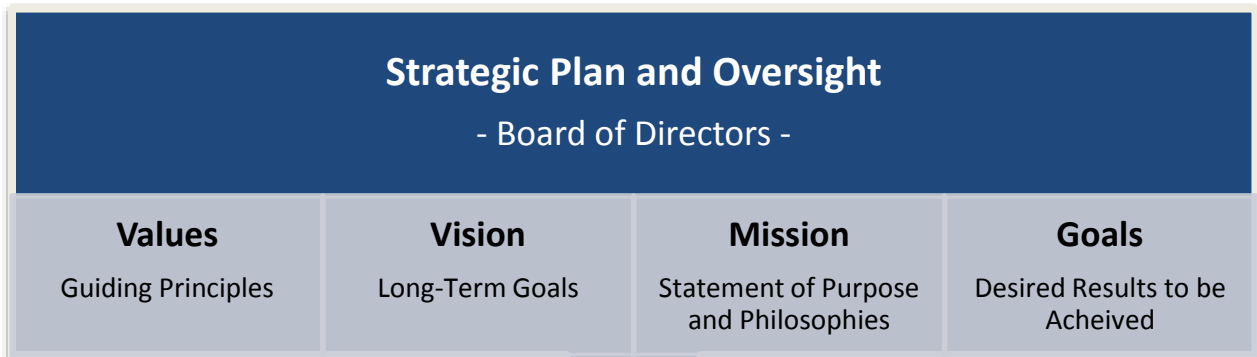 Strategic Plan and Oversight
- Board of Directors -
Values
Guiding Principles
Vision
Long-Term Goals
Mission
Statement of Purpose
and Philosophies
Goals
Desired Results to be
Acheived